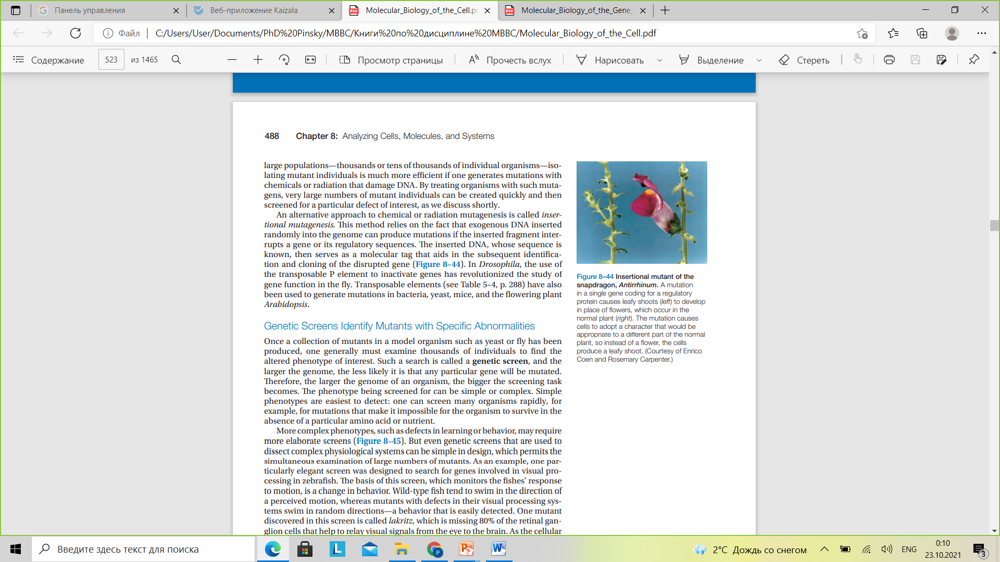 Панель управления
Веб-приложение Kaizala
Molecular_Biology_of_the_Cell.pd
Molecular_Biology_of_the_Gene_
Файл
C:/Users/User/Documents/PhD%20Pinsky/MBBC/Книги%20по%20дисциплине%20MBBC/Molecular_Biology_of_the_Cell.pdf
Содержание
523 из 1465
Просмотр страницы
Прочесть вслух
Нарисовать
Выделение
Стереть
488 Chapter 8: Analyzing Cells, Molecules, and Systems
large populations—thousands or tens of thousands of individual organisms—iso-
lating mutant individuals is much more efficient if one generates mutations with
chemicals or radiation that damage DNA. By treating organisms with such muta-
gens, very large numbers of mutant individuals can be created quickly and then
screened for a particular defect of interest, as we discuss shortly.
An alternative approach to chemical or radiation mutagenesis is called inser-
tional mutagenesis. This method relies on the fact that exogenous DNA inserted
randomly into the genome can produce mutations if the inserted fragment inter-
rupts a gene or its regulatory sequences. The inserted DNA, whose sequence is
known, then serves as a molecular tag that aids in the subsequent identifica-
tion and cloning of the disrupted gene (Figure 8–44). In Drosophila, the use of
the transposable P element to inactivate genes has revolutionized the study of
gene function in the fly. Transposable elements (see Table 5–4, p. 288) have also
been used to generate mutations in bacteria, yeast, mice, and the flowering plant
Arabidopsis.
Genetic Screens Identify Mutants with Specific Abnormalities
Once a collection of mutants in a model organism such as yeast or fly has been
produced, one generally must examine thousands of individuals to find the
altered phenotype of interest. Such a search is called a genetic screen, and the
larger the genome, the less likely it is that any particular gene will be mutated.
Therefore, the larger the genome of an organism, the bigger the screening task
becomes. The phenotype being screened for can be simple or complex. Simple
phenotypes are easiest to detect: one can screen many organisms rapidly, for
example, for mutations that make it impossible for the organism to survive in the
absence of a particular amino acid or nutrient.
More complex phenotypes, such as defects in learning or behavior, may require
more elaborate screens (Figure 8–45). But even genetic screens that are used to
dissect complex physiological systems can be simple in design, which permits the
simultaneous examination of large numbers of mutants. As an example, one par-
ticularly elegant screen was designed to search for genes involved in visual pro-
cessing in zebrafish. The basis of this screen, which monitors the fishes’ response
to motion, is a change in behavior. Wild-type fish tend to swim in the direction of
a perceived motion, whereas mutants with defects in their visual processing sys-
tems swim in random directions—a behavior that is easily detected. One mutant
discovered in this screen is called lakritz, which is missing 80% of the retinal gan-
glion cells that help to relay visual signals from the eye to the brain. As the cellular
Figure 8–44 Insertional mutant of the
snapdragon, Antirrhinum. A mutation
in a single gene coding for a regulatory
protein causes leafy shoots (left) to develop
in place of flowers, which occur in the
normal plant (right). The mutation causes
cells to adopt a character that would be
appropriate to a different part of the normal
plant, so instead of a flower, the cells
produce a leafy shoot. (Courtesy of Enrico
Coen and Rosemary Carpenter.)
Введите здесь текст для поиска
2°C Дождь со снегом
ENG
0:10
23.10.2021
3